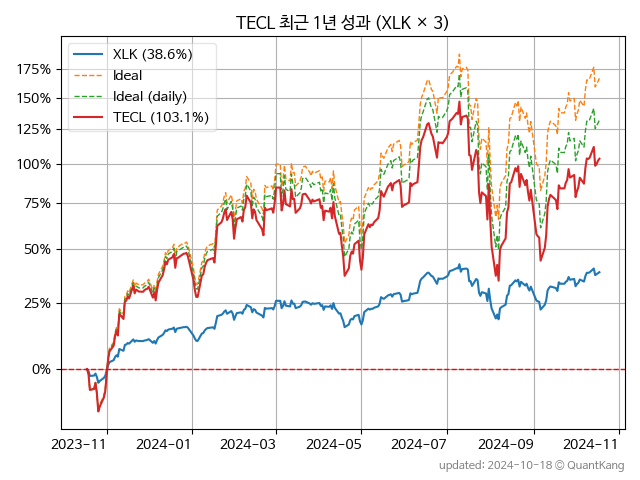 TECL 최근 1년 성과 (XLK × 3)
XLK (38.6%)
Ideal
Ideal (daily)
TECL (103.1%)
175%
150%
125%
100%
75%
50%
25%
0%
2023-11 2024-01 2024-03 2024-05 2024-07 2024-09 2024-11
updated: 2024-10-18 © QuantKang